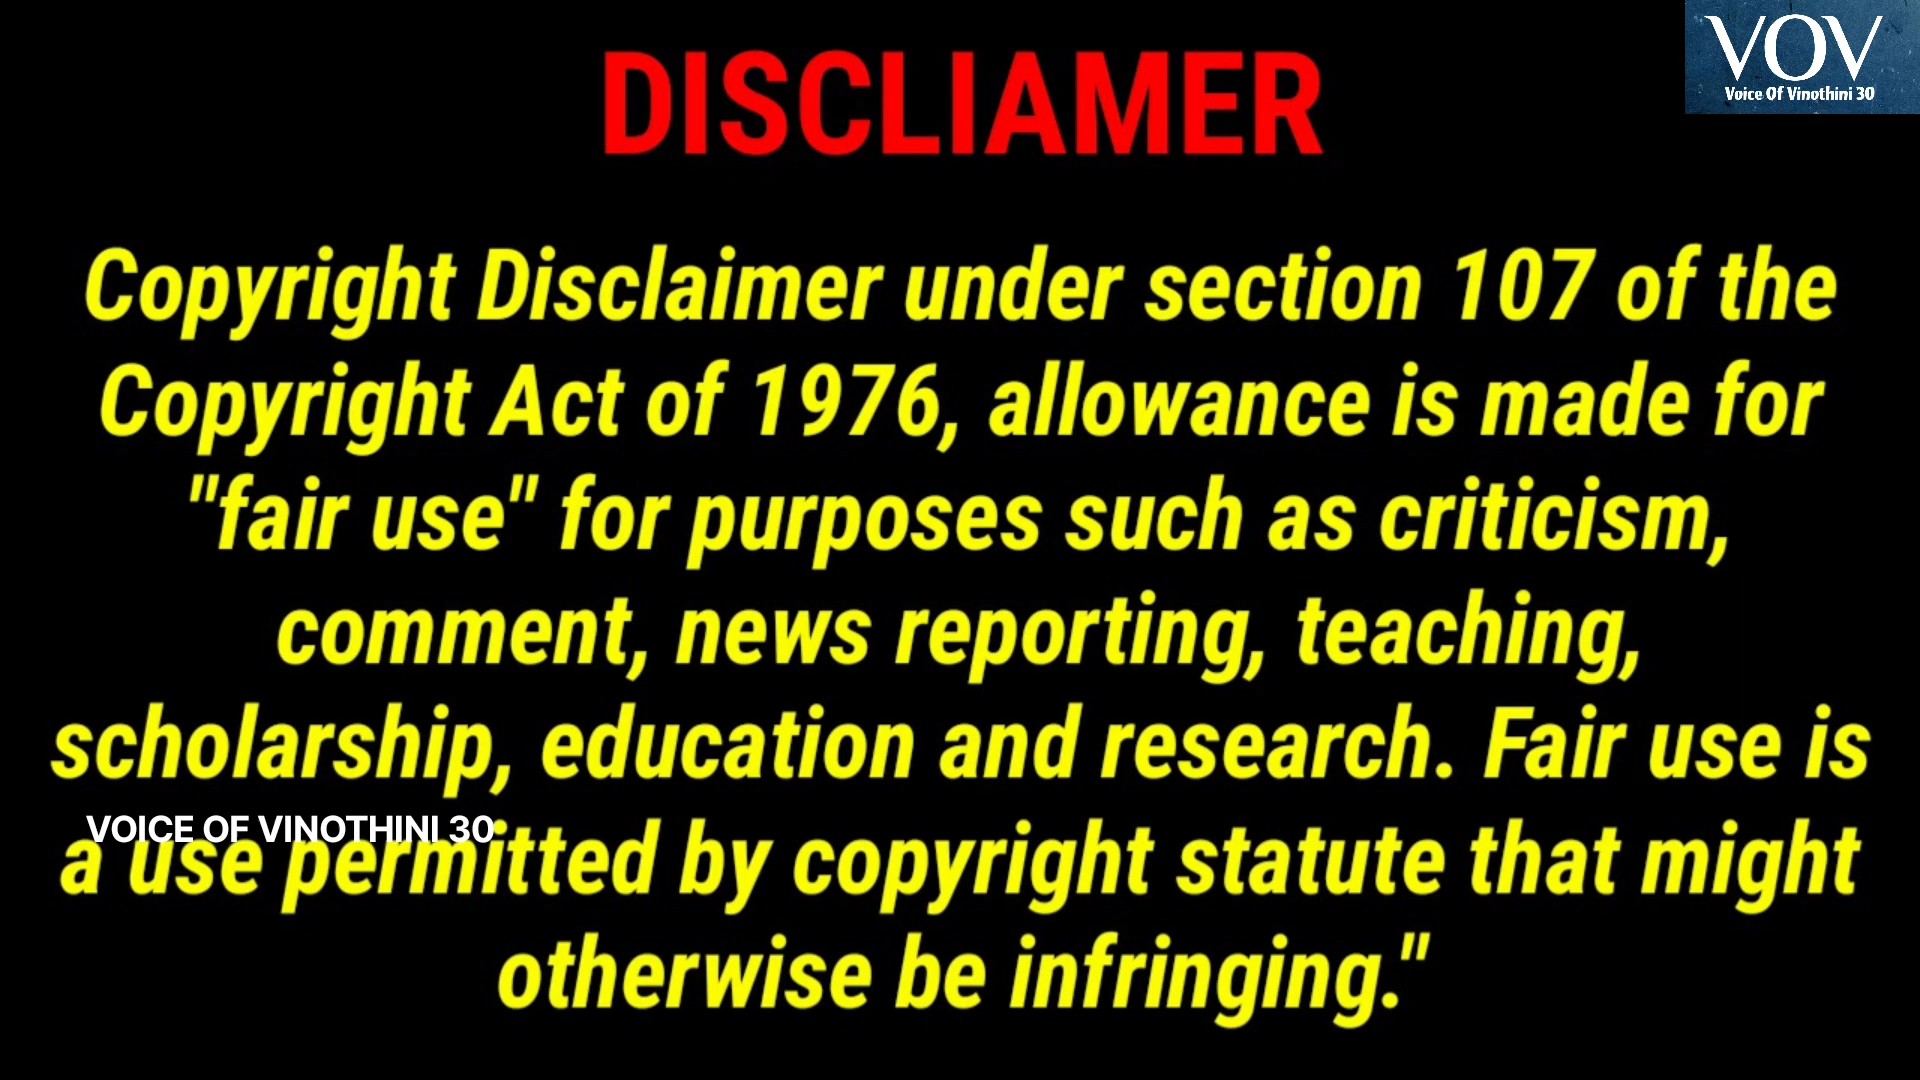 VOV
Voice Of Vinothini 30
DISCLIAMER
Copyright Disclaimer under section 107 of the
Copyright Act of 1976, allowance is made for
"fair use" for purposes such as criticism,
comment, news reporting, teaching,
scholarship, education and research. Fair use is
VOICE OF VINOTHINI 30
a use permitted by copyright statute that might
otherwise be infringing."